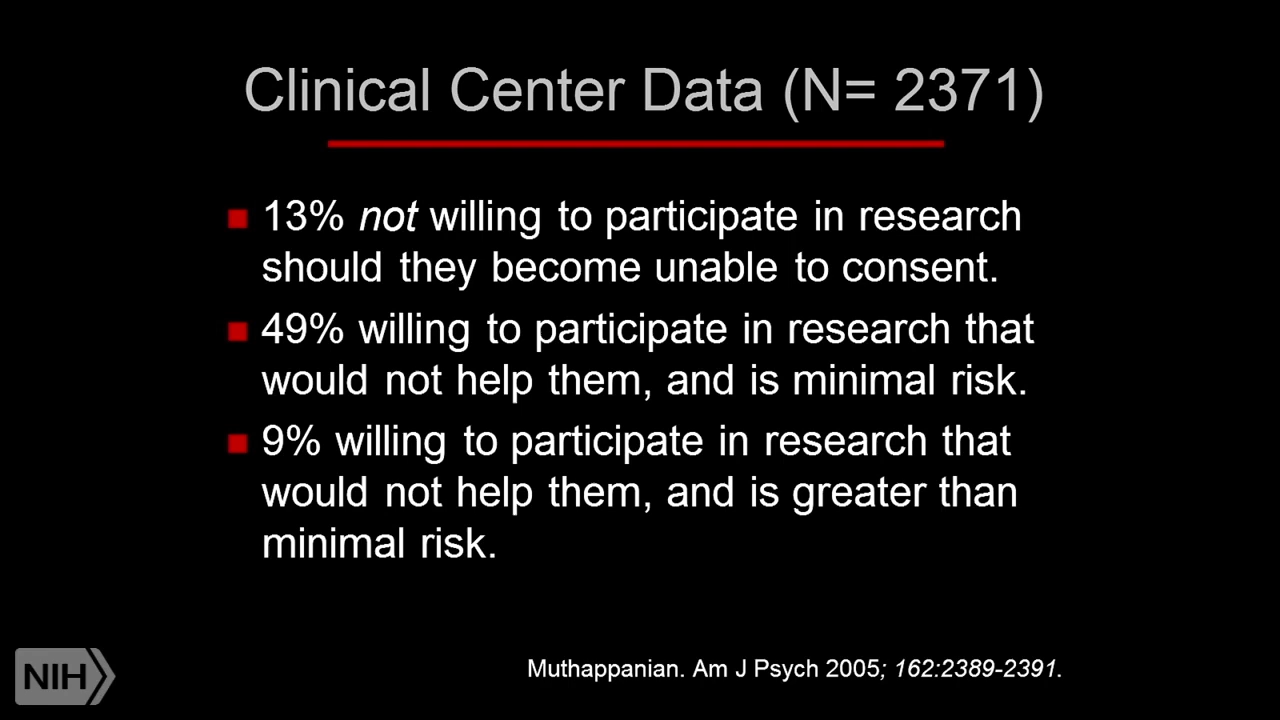 Clinical Center Data (N= 2371)
13% not willing to participate in research
should they become unable to consent.
49% willing to participate in research that
would not help them, and is minimal risk.
9% willing to participate in research that
would not help them, and is greater than
minimal risk.
Muthappanian. Am J Psych 2005; 162:2389-2391.
NIH